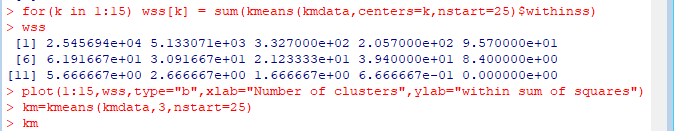 > for(k in 1:15) wss[k] = sum(kmeans(kmdata,centers=k,nstart=25)$withinss)
> wss
[1] 2.545694e+04 5.133071e+03 3.327000e+02 2.057000e+02 9.570000e+01
[6] 6.191667e+01 3.091667e+01 2.123333e+01 3.940000e+01 8.400000e+00
[11] 5.666667e+00 2.666667e+00 1.666667e+00 6.666667e-01 0.000000e+00
> plot(1:15,wss,type="b",xlab="Number of clusters",ylab="within sum of squares")
> km=kmeans(kmdata,3,nstart=25)
> km